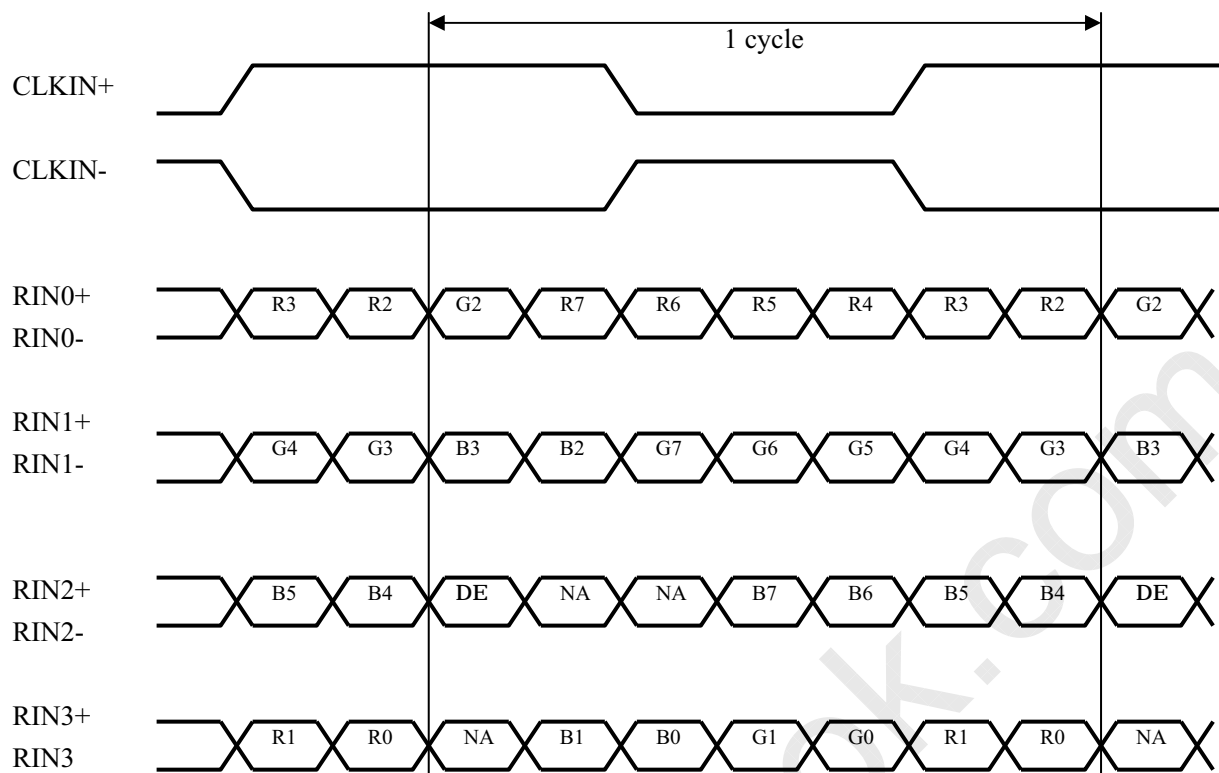 1 cycle
CLKIN+
CLKIN-
RIN0+
R3 R2 G2 R7 R6 R5 R4 R3 R2 G2
RIN0-
RIN1+
G4 G3 B3 B2 G7 G6 G5 G4 G3 B3
RIN1-
RIN2+
B5 B4 DE NA NA B7 B6 B5 B4 DE
RIN2-
RIN3+
R1 R0 NA B1 B0 G1 G0 R1 R0 NA
RIN3
ok.com